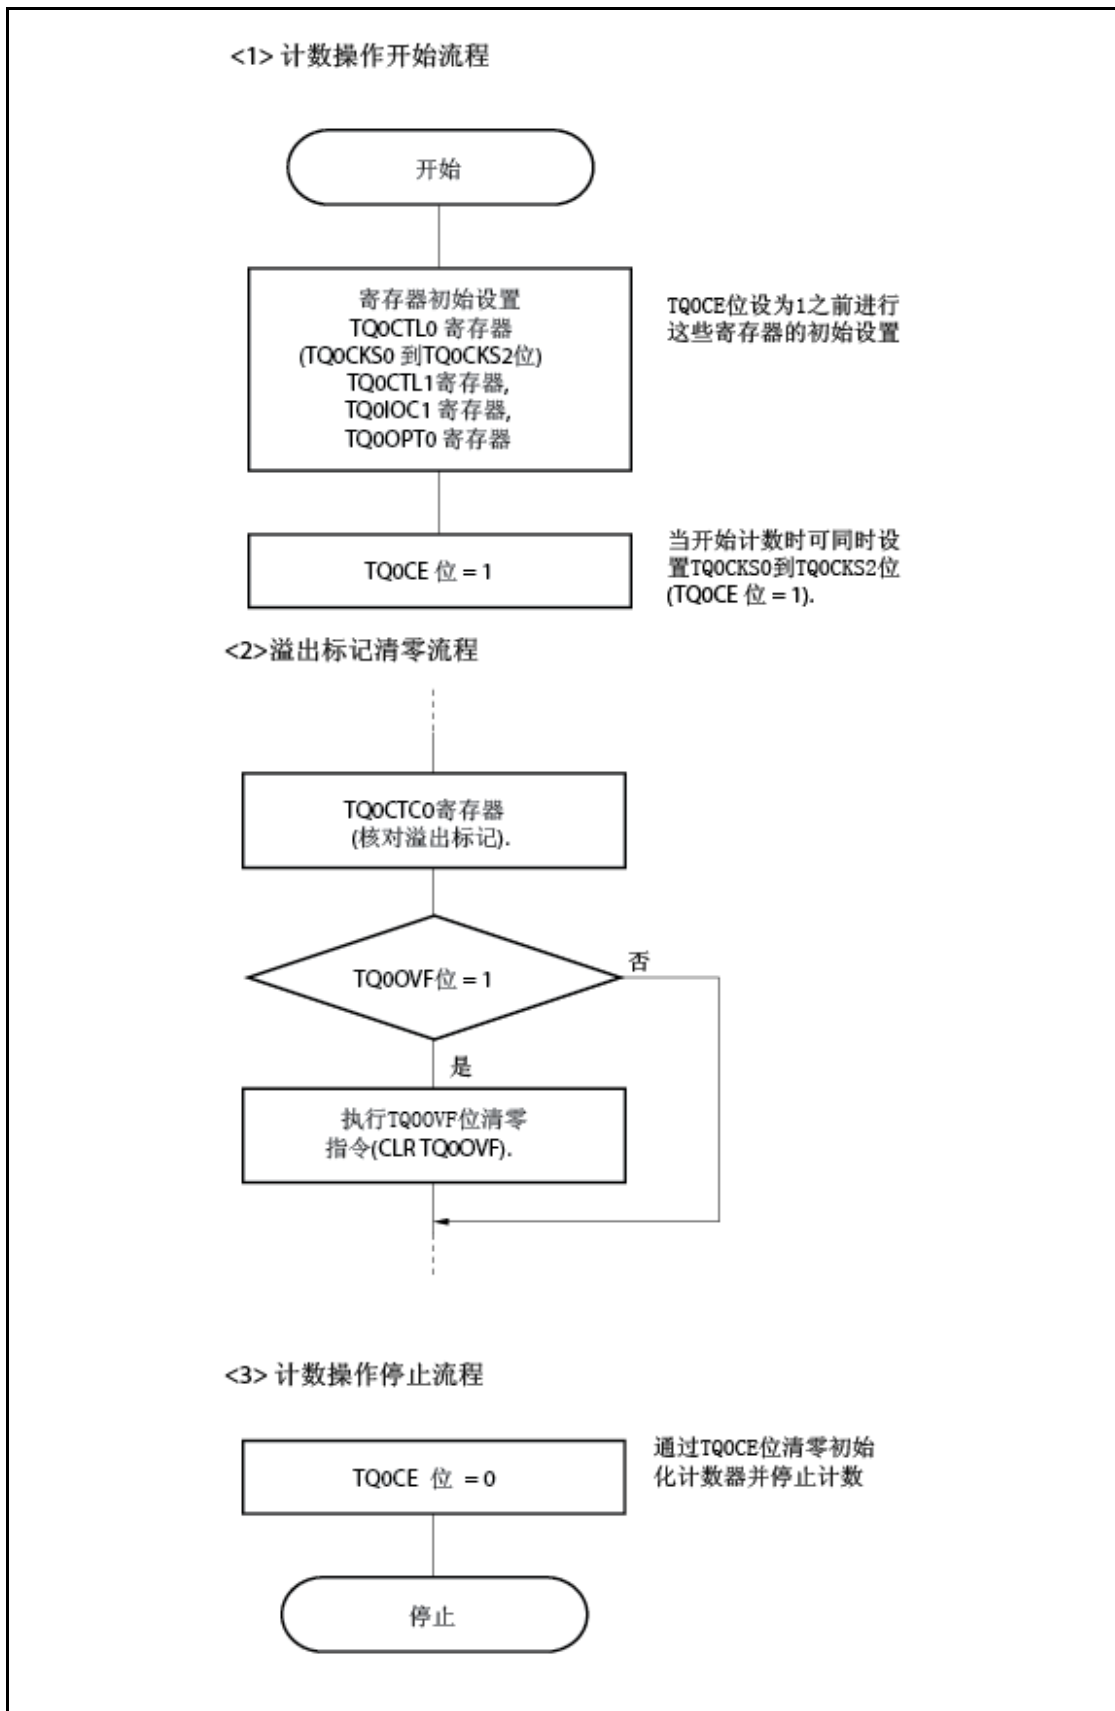 <1> 计数操作开始流程
开始
寄存器初始设置
TQ0CTL0 寄存器
(TQ0CKS0 到TQ0CKS2位)
TQ0CTL1寄存器,
TQ0IOC1 寄存器,
TQ0OPT0 寄存器
TQ0CE位设为1之前进行
这些寄存器的初始设置
TQ0CE 位 = 1
当开始计数时可同时设
置TQ0CKS0到TQ0CKS2位
(TQ0CE 位 = 1).
<2>溢出标记清零流程
TQ0CTC0寄存器
(核对溢出标记).
TQ0OVF位 = 1
否
是
执行TQ0OVF位清零
指令(CLR TQ0OVF).
<3> 计数操作停止流程
TQ0CE 位 = 0
通过TQ0CE位清零初始
化计数器并停止计数
停止